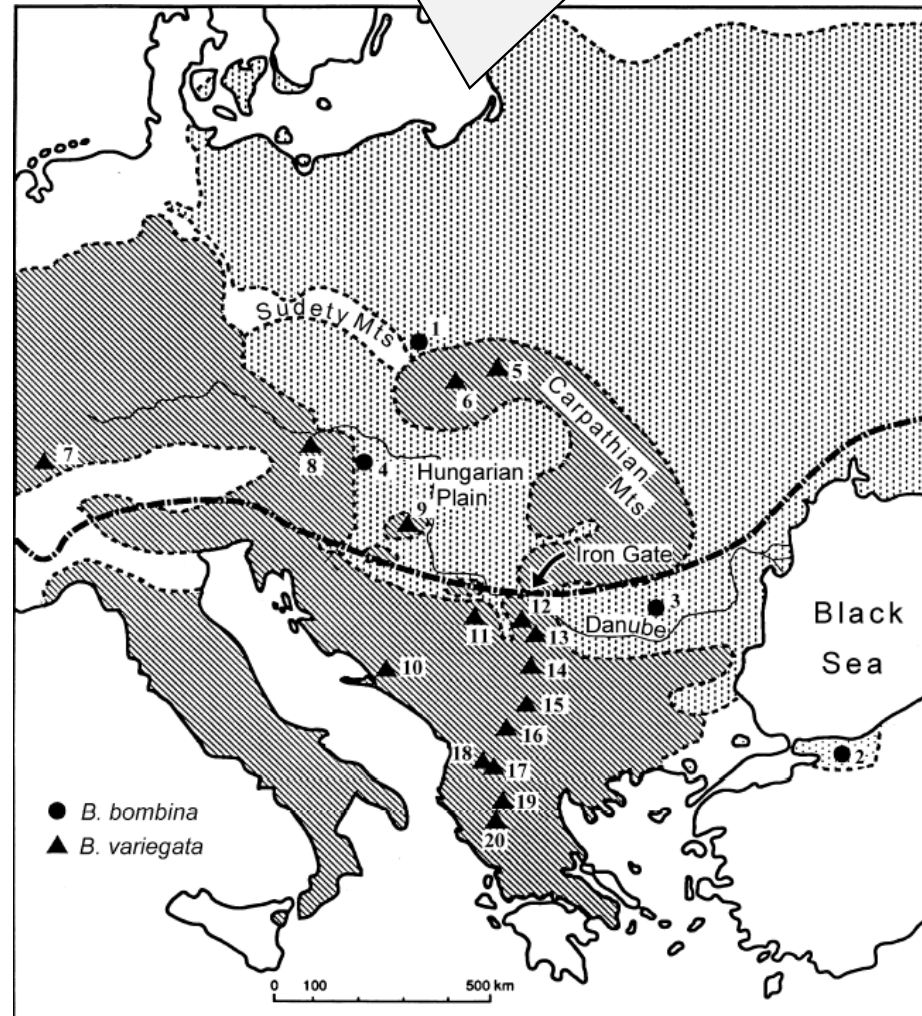 Sudety Mts
1
5
6
Carpathian
Mts
7
8
4
Hungarian
Plain
9
Iron Gate
12
3
11
13
Danube
Black
Sea
10
14
15
16
18
17
2
19
20
B. bombina
B. variegata
0 100 500 km